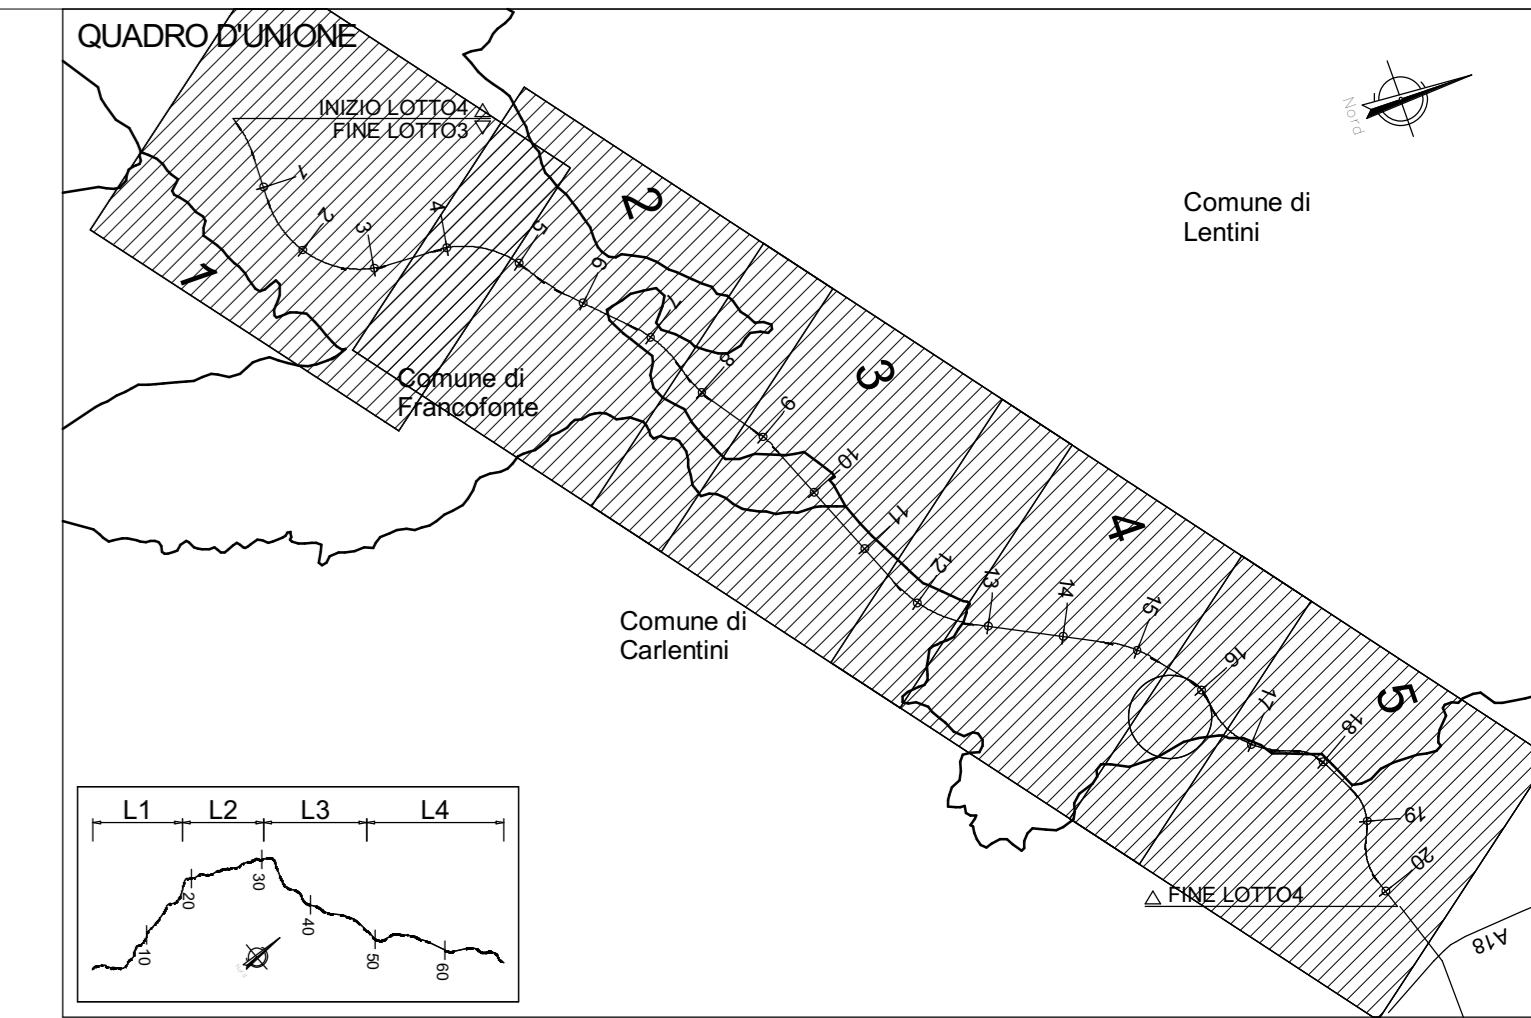 QUADRO D'UNIONE
INIZIO LOTTO4
FINE LOTTO3
Nord
Comune di
Lentini
1
2
3
4
5
6
7
8
9
10
11
12
13
14
15
16
17
18
19
20
1
2
3
4
5
Comune di
Francofonte
Comune di
Carlentini
FINE LOTTO4
A18
L1
L2
L3
L4
10
20
30
40
50
60